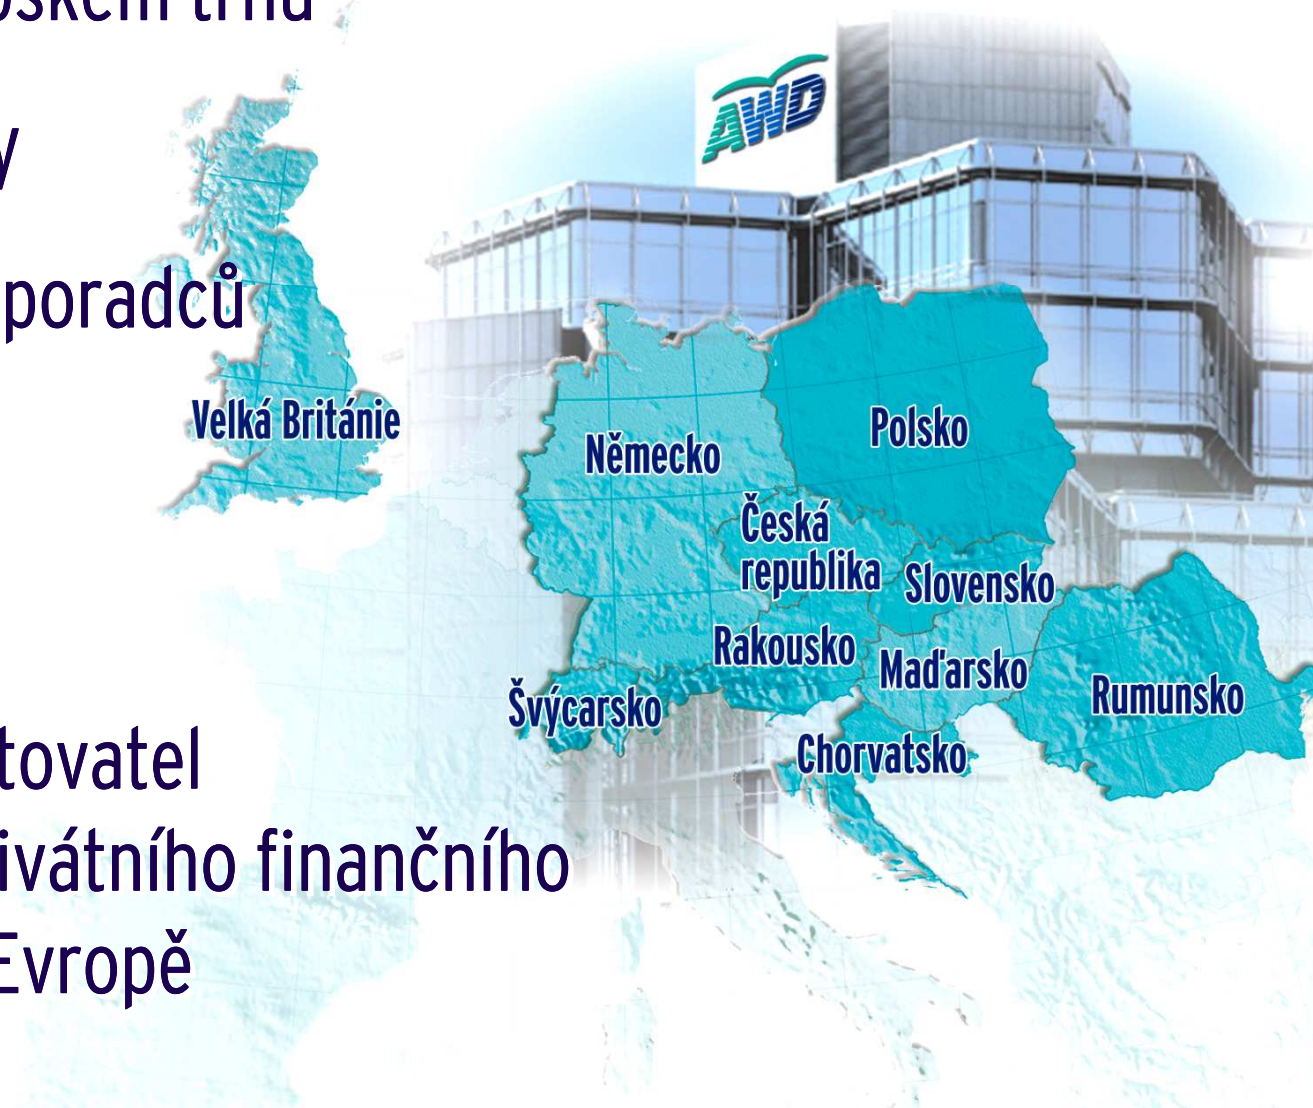 AWD
poradců
Velká Británie
Německo
Polsko
Česká
republika
Slovensko
Rakousko
Maďarsko
Švýcarsko
Rumunsko
Chorvatsko
tovatel
ivátního finančního
Evropě